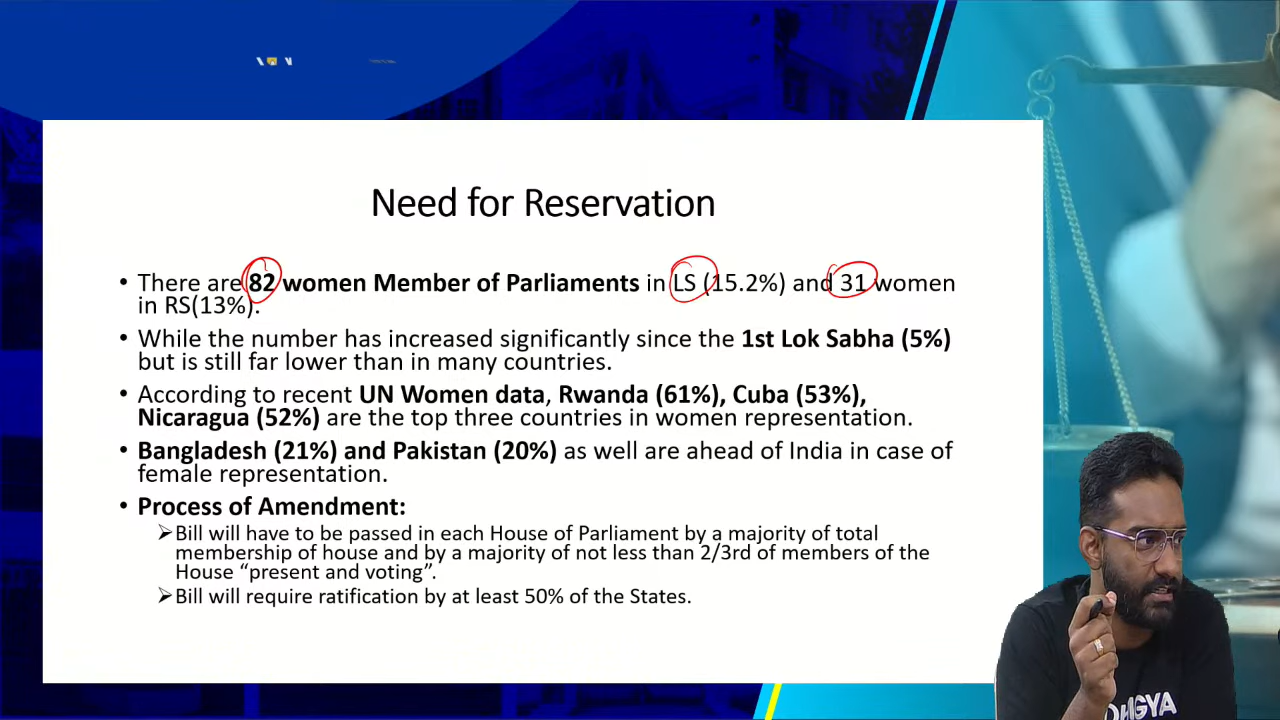 Need for Reservation
• There are 82 women Member of Parliaments in LS (15.2%) and 31 women
in RS(13%).
• While the number has increased significantly since the 1st Lok Sabha (5%)
but is still far lower than in many countries.
• According to recent UN Women data, Rwanda (61%), Cuba (53%),
Nicaragua (52%) are the top three countries in women representation.
• Bangladesh (21%) and Pakistan (20%) as well are ahead of India in case of
female representation.
• Process of Amendment:
➢Bill will have to be passed in each House of Parliament by a majority of total
membership of house and by a majority of not less than 2/3rd of members of the
House “present and voting”.
➢Bill will require ratification by at least 50% of the States.